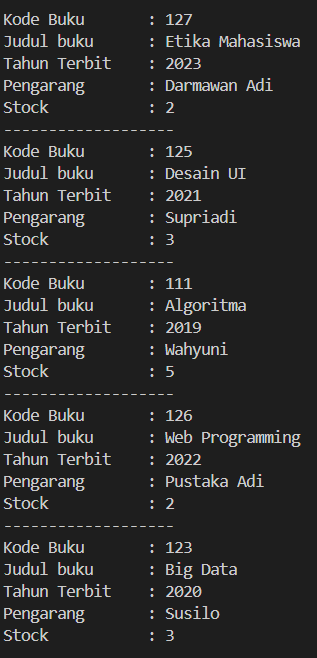 Kode Buku      : 127
Judul buku     : Etika Mahasiswa
Tahun Terbit   : 2023
Pengarang      : Darmawan Adi
Stock          : 2
-------------------
Kode Buku      : 125
Judul buku     : Desain UI
Tahun Terbit   : 2021
Pengarang      : Supriadi
Stock          : 3
-------------------
Kode Buku      : 111
Judul buku     : Algoritma
Tahun Terbit   : 2019
Pengarang      : Wahyuni
Stock          : 5
-------------------
Kode Buku      : 126
Judul buku     : Web Programming
Tahun Terbit   : 2022
Pengarang      : Pustaka Adi
Stock          : 2
-------------------
Kode Buku      : 123
Judul buku     : Big Data
Tahun Terbit   : 2020
Pengarang      : Susilo
Stock          : 3